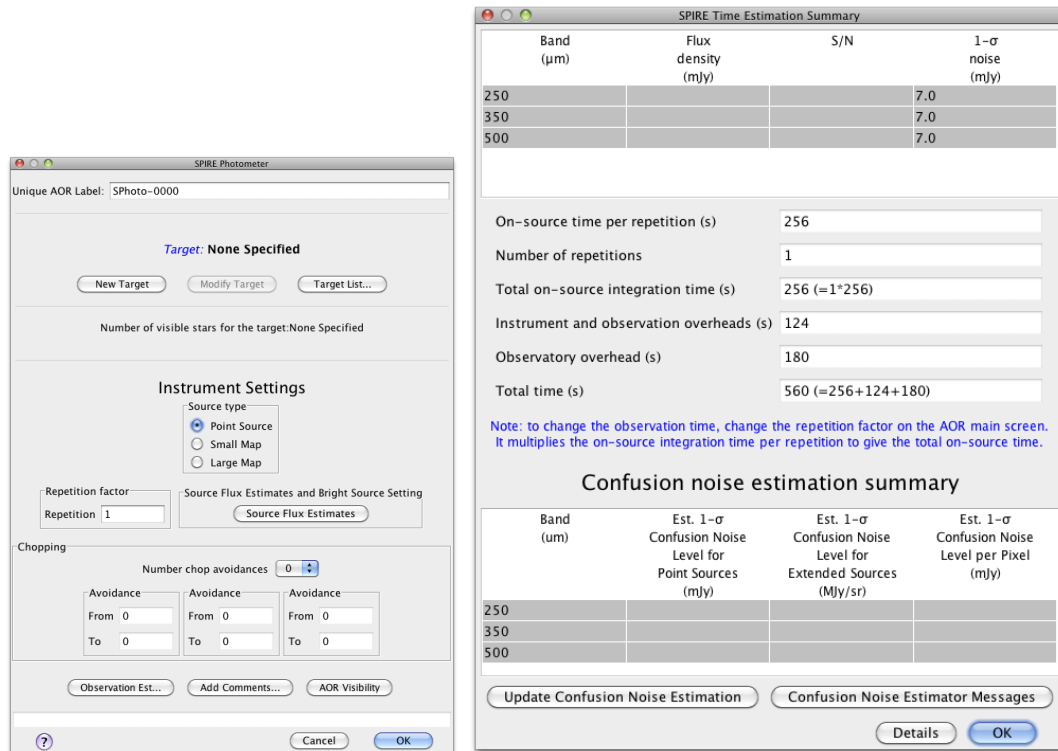 SPIRE Photometer
Unique AOR Label: SPhoto-0000
Target: None Specified
New Target Modify Target Target List...
Number of visible stars for the target:None Specified
Instrument Settings
Source type
Point Source
Small Map
Large Map
Repetition factor
Repetition 1
Source Flux Estimates and Bright Source Setting
Source Flux Estimates
Chopping
Number chop avoidances 0
Avoidance Avoidance Avoidance
From 0 From 0 From 0
To 0 To 0 To 0
Observation Est... Add Comments... AOR Visibility
? Cancel OK
SPIRE Time Estimation Summary
Band Flux S/N 1-σ
(μm) density noise
(mJy) (mJy)
250 7.0
350 7.0
500 7.0
On-source time per repetition (s) 256
Number of repetitions 1
Total on-source integration time (s) 256 (=1*256)
Instrument and observation overheads (s) 124
Observatory overhead (s) 180
Total time (s) 560 (=256+124+180)
Note: to change the observation time, change the repetition factor on the AOR main screen.
It multiplies the on-source integration time per repetition to give the total on-source time.
Confusion noise estimation summary
Band Est. 1-σ Est. 1-σ Est. 1-σ
(um) Confusion Noise Confusion Noise Confusion Noise
Level for Level for Level per Pixel
Point Sources Extended Sources (mJy)
(mJy) (MJy/sr)
250
350
500
Update Confusion Noise Estimation Confusion Noise Estimator Messages
Details OK